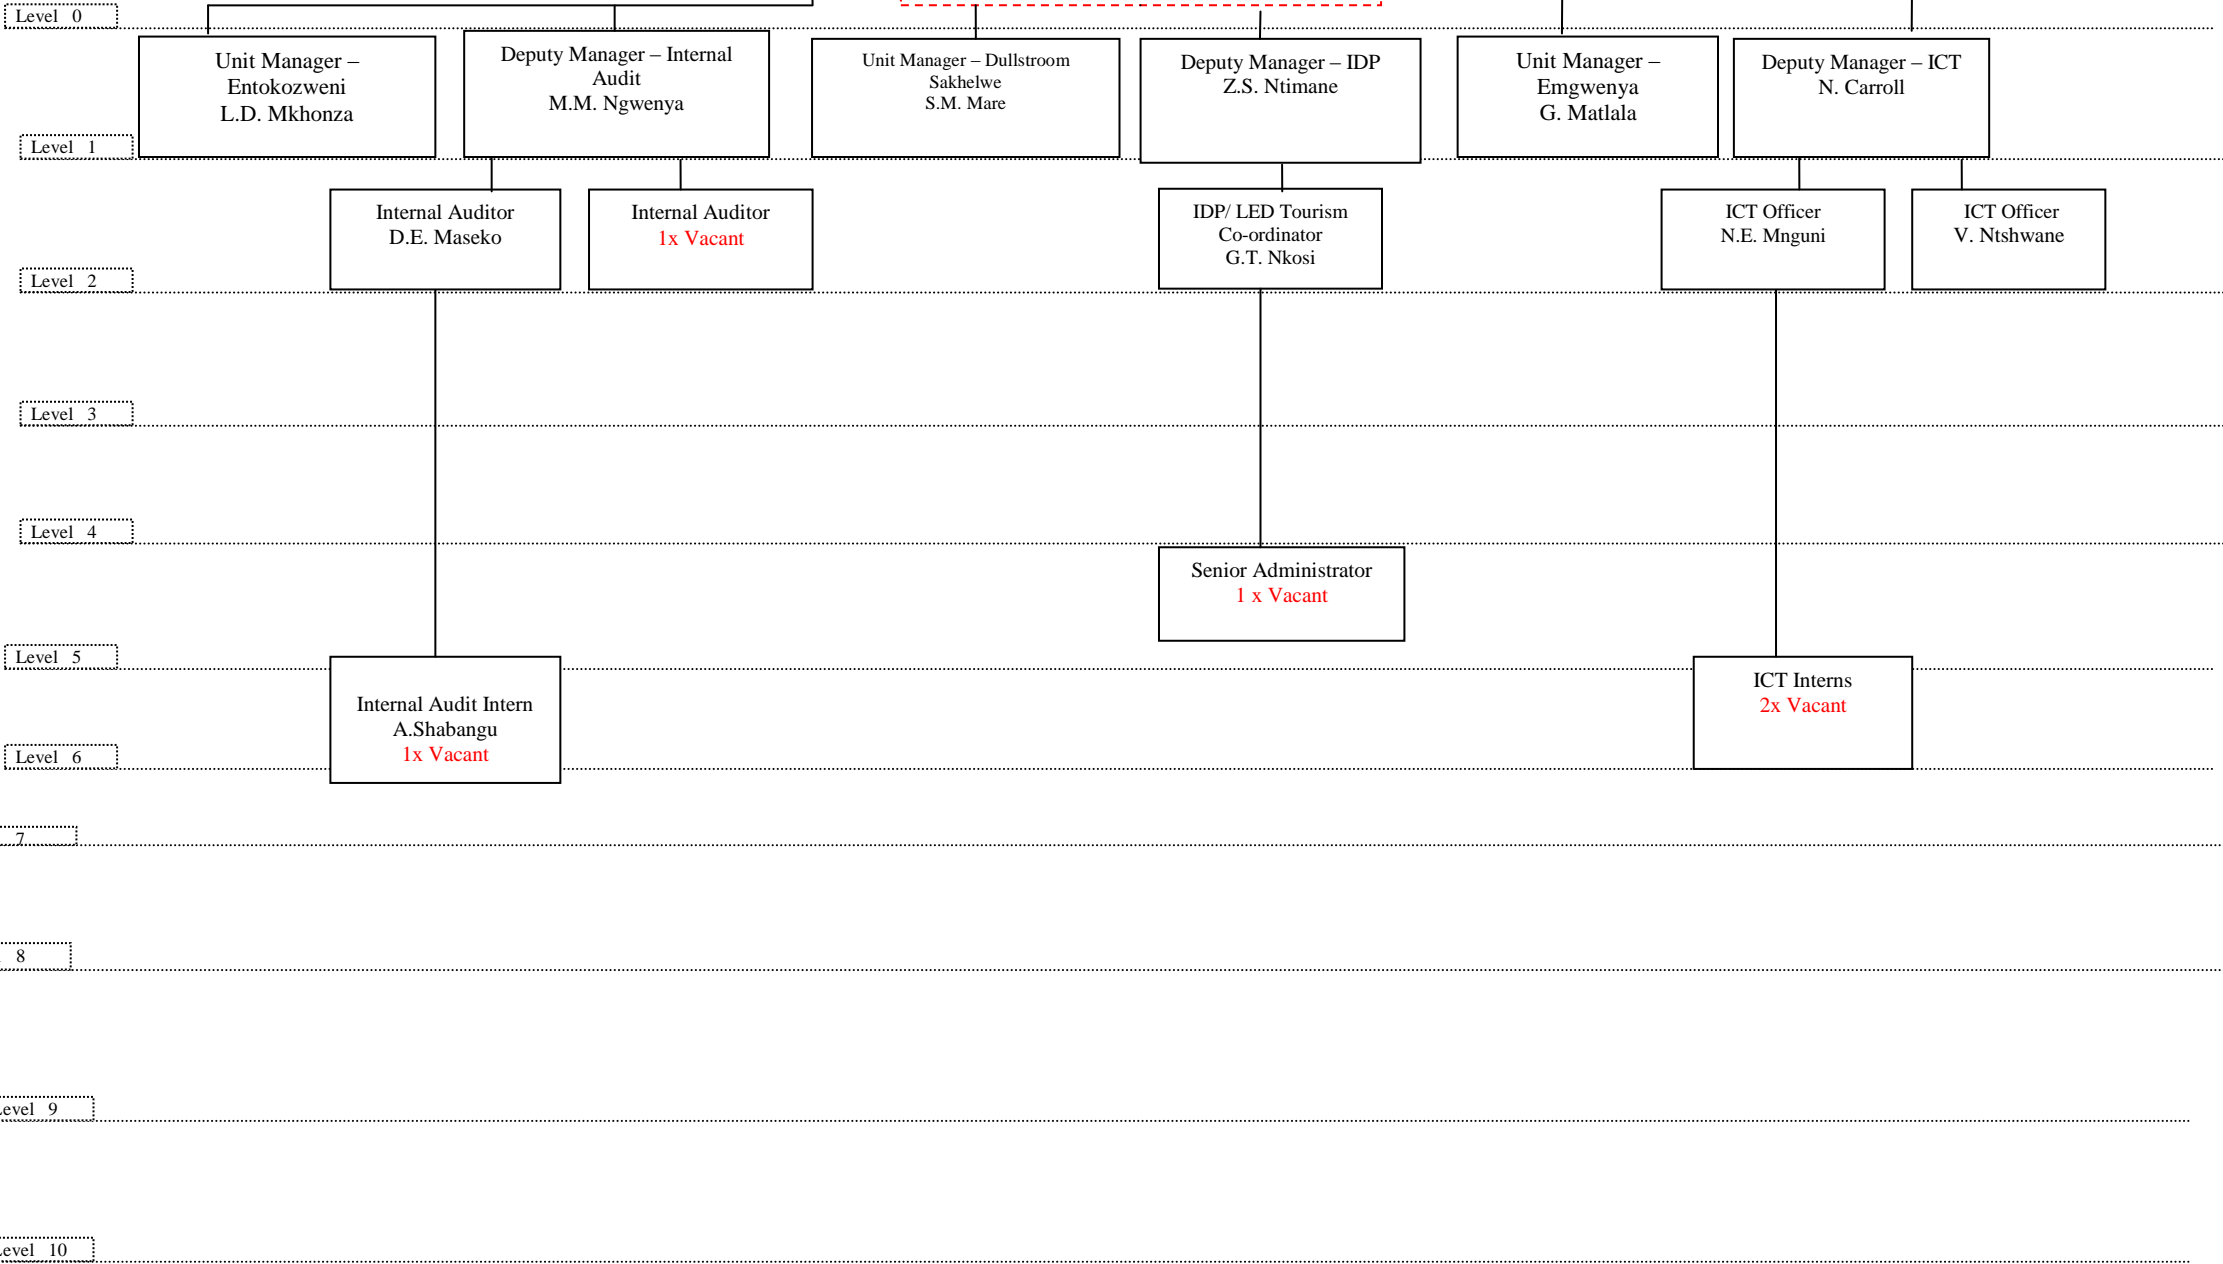 Level 0
Unit Manager –
Entokozweni
L.D. Mkhonza
Deputy Manager – Internal
Audit
M.M. Ngwenya
Unit Manager – Dullstroom
Sakhelwe
S.M. Mare
Deputy Manager – IDP
Z.S. Ntimane
Unit Manager –
Emgwenya
G. Matlala
Deputy Manager – ICT
N. Carroll
Level 1
Internal Auditor
D.E. Maseko
Internal Auditor
1x Vacant
IDP/ LED Tourism
Co-ordinator
G.T. Nkosi
ICT Officer
N.E. Mnguni
ICT Officer
V. Ntshwane
Level 2
Level 3
Level 4
Senior Administrator
1 x Vacant
Level 5
Internal Audit Intern
A.Shabangu
1x Vacant
ICT Interns
2x Vacant
Level 6
7
8
evel 9
evel 10